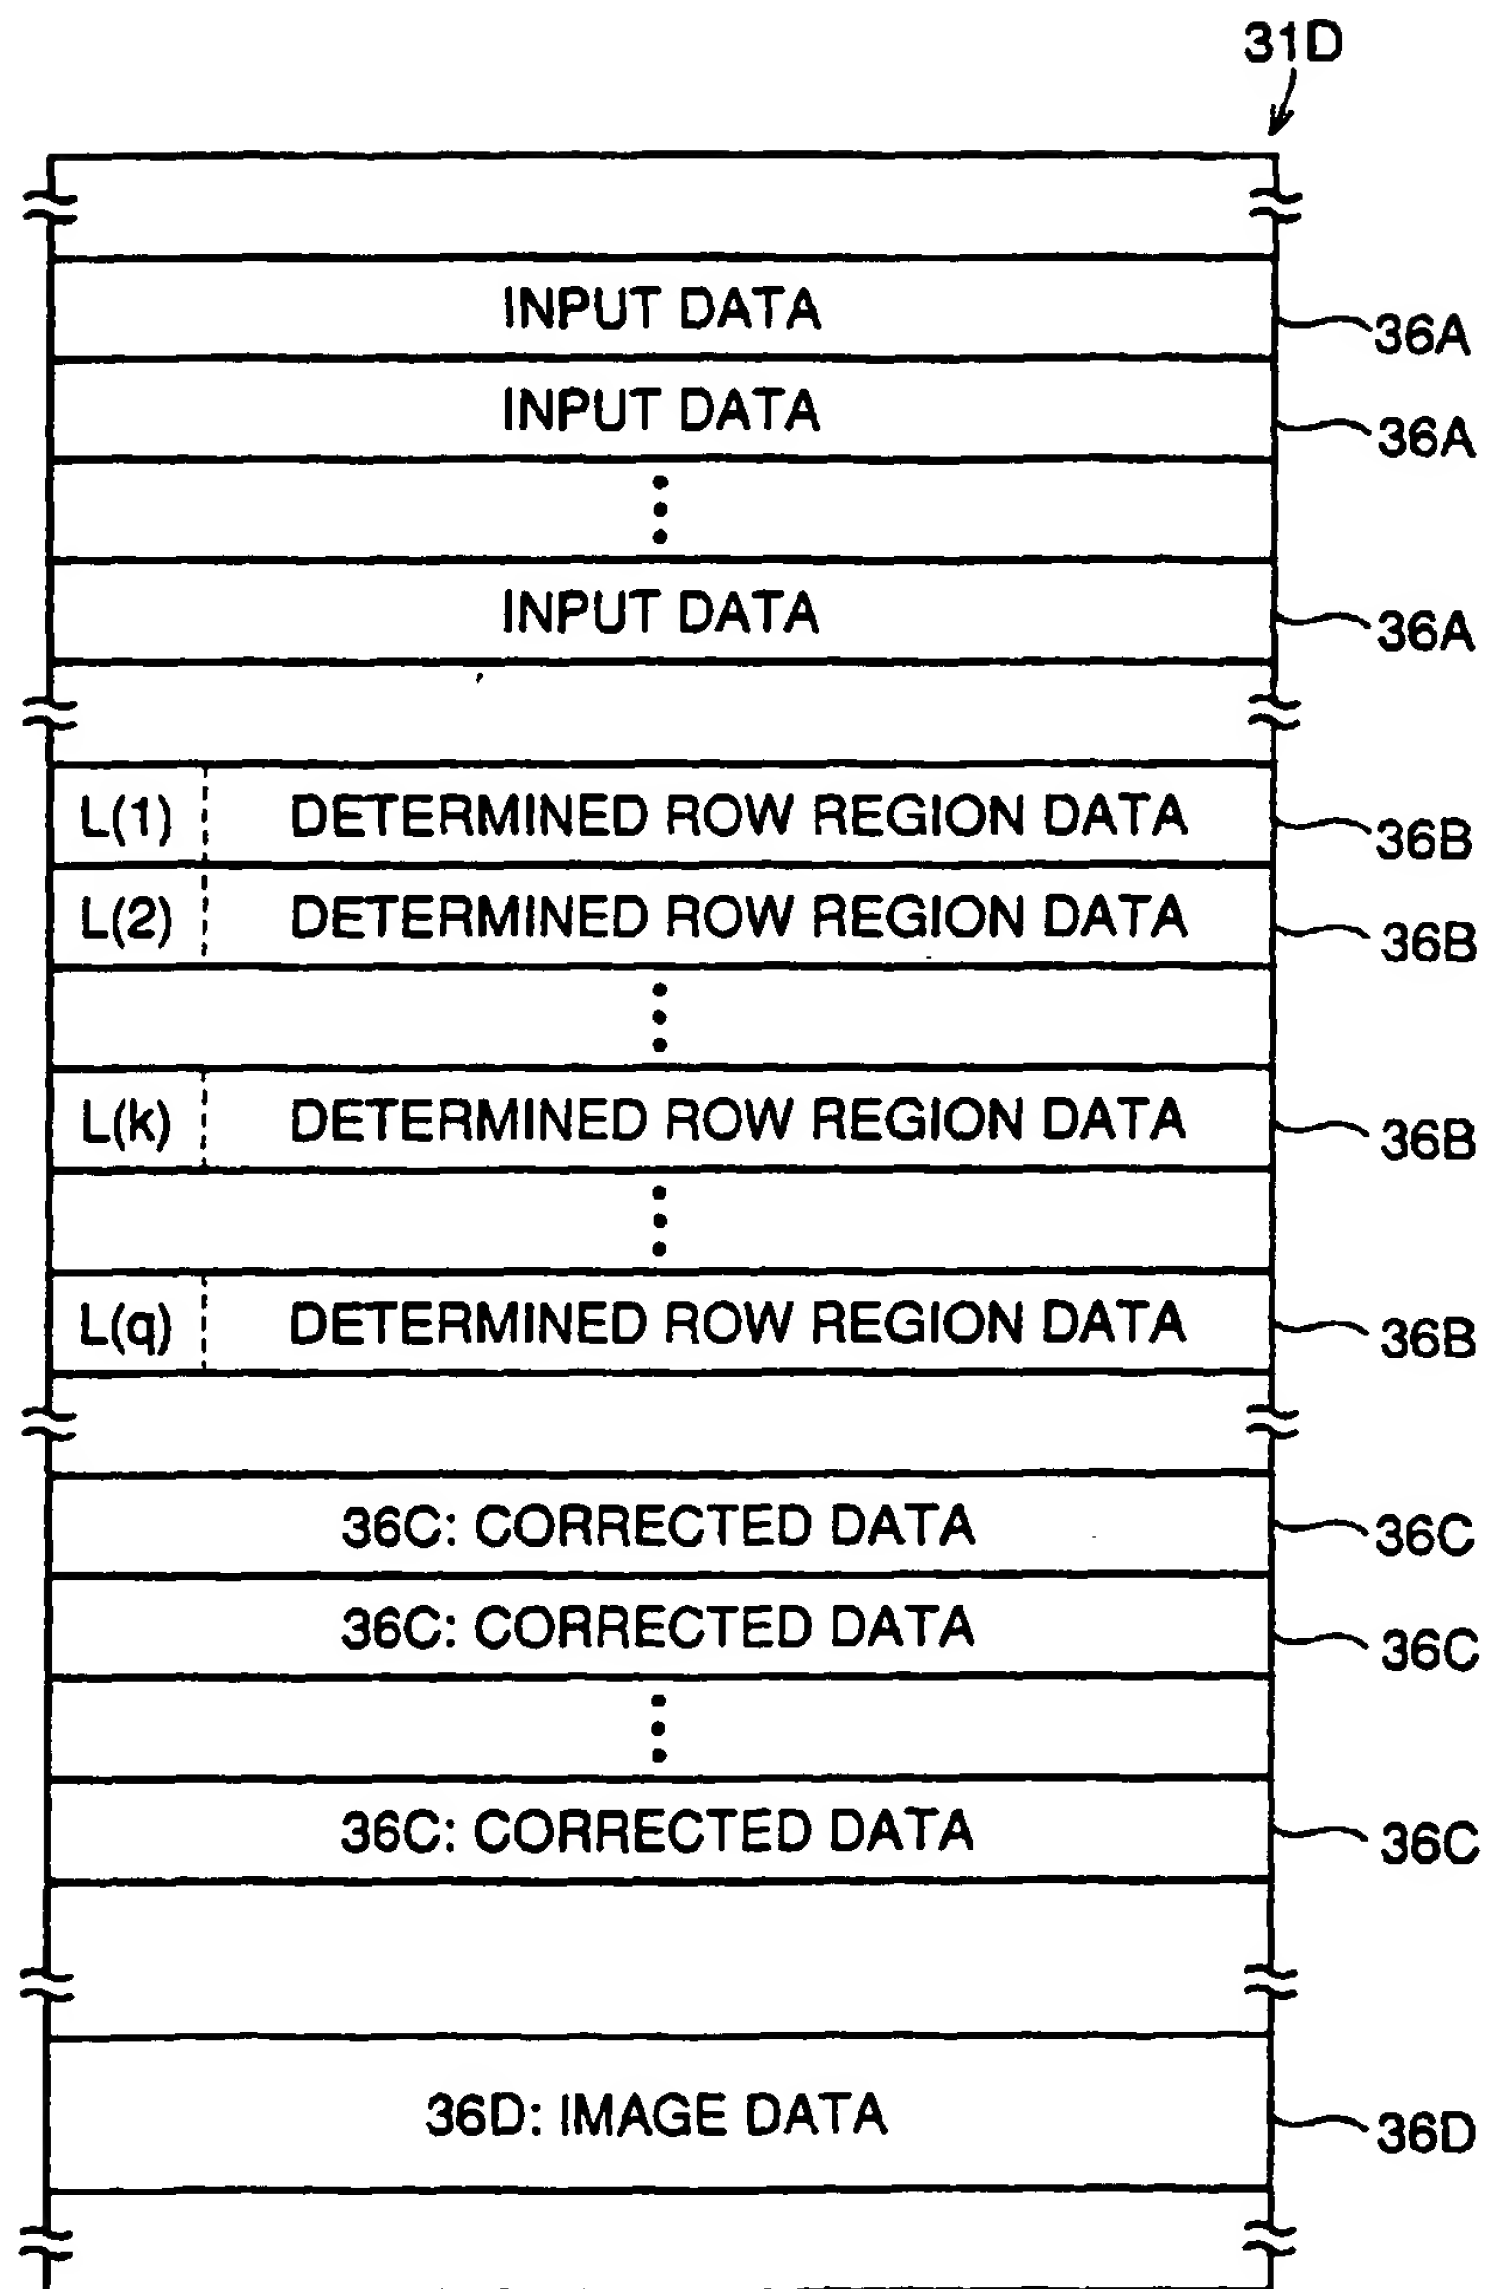 31D
INPUT DATA 36A
INPUT DATA 36A
INPUT DATA 36A
L(1) DETERMINED ROW REGION DATA 36B
L(2) DETERMINED ROW REGION DATA 36B
L(k) DETERMINED ROW REGION DATA 36B
L(q) DETERMINED ROW REGION DATA 36B
36C: CORRECTED DATA 36C
36C: CORRECTED DATA 36C
36C: CORRECTED DATA 36C
36D: IMAGE DATA 36D